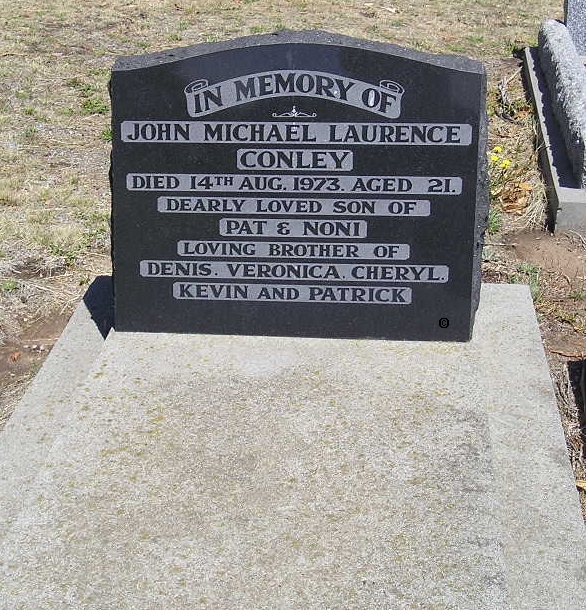 IN MEMORY OF
JOHN MICHAEL LAURENCE
CONLEY
DIED 14TH AUG. 1973. AGED 21.
DEARLY LOVED SON OF
PAT & NONI
LOVING BROTHER OF
DENIS. VERONICA. CHERYL.
KEVIN AND PATRICK
©